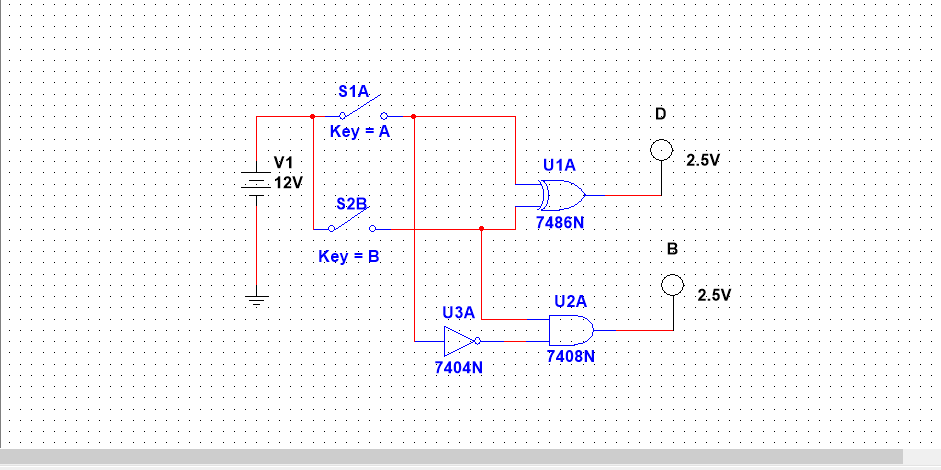 S1A
Key = A
D
V1
12V
U1A
2.5V
S2B
7486N
Key = B
B
2.5V
U2A
U3A
7408N
7404N